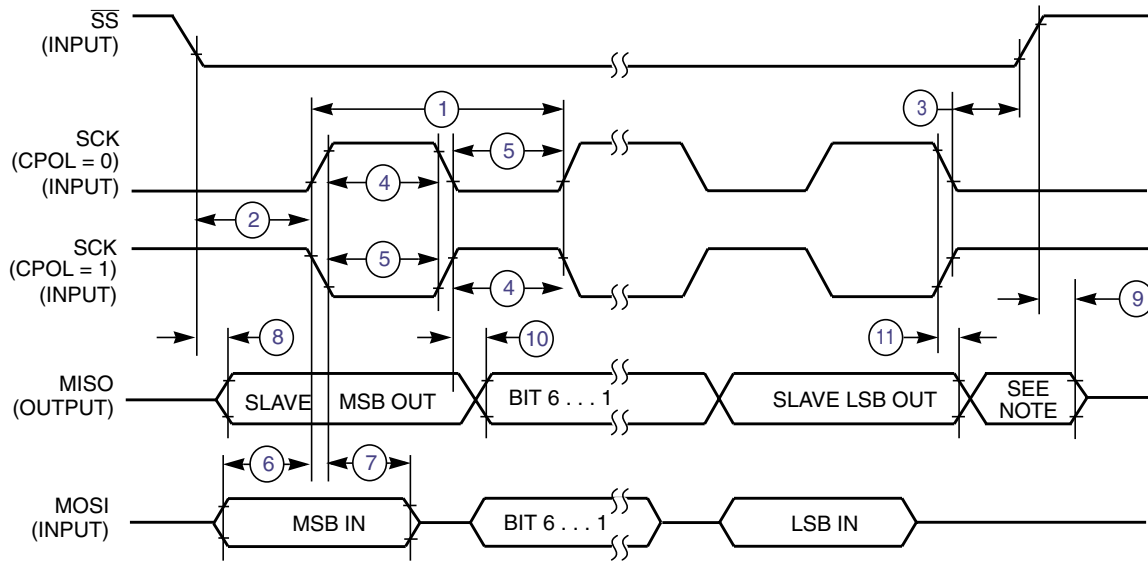 SS
(INPUT)
1
3
SCK
(CPOL = 0)
(INPUT)
5
4
2
SCK
(CPOL = 1)
(INPUT)
5
4
9
8
10
11
MISO
(OUTPUT)
SLAVE MSB OUT
BIT 6 . . . 1
SLAVE LSB OUT
SEE
NOTE
6
7
MOSI
(INPUT)
MSB IN
BIT 6 . . . 1
LSB IN